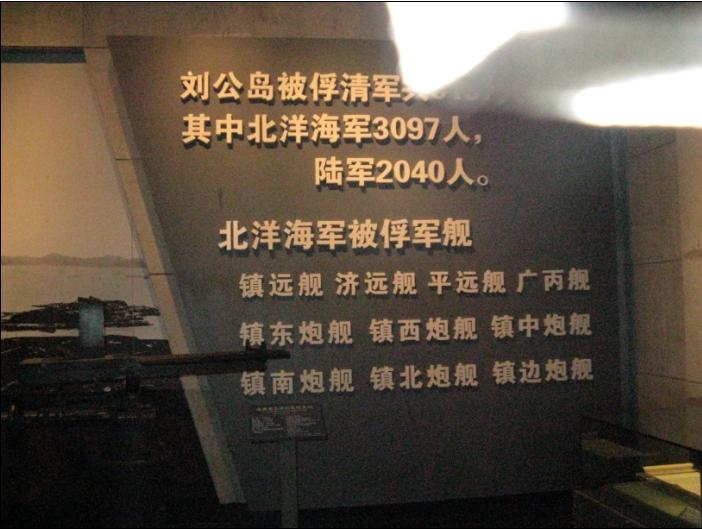 刘公岛被俘清军共
其中北洋海军3097人，
陆军2040人。
北洋海军被俘军舰
镇远舰 济远舰 平远舰 广丙舰
镇东炮舰 镇西炮舰 镇中炮舰
镇南炮舰 镇北炮舰 镇边炮舰